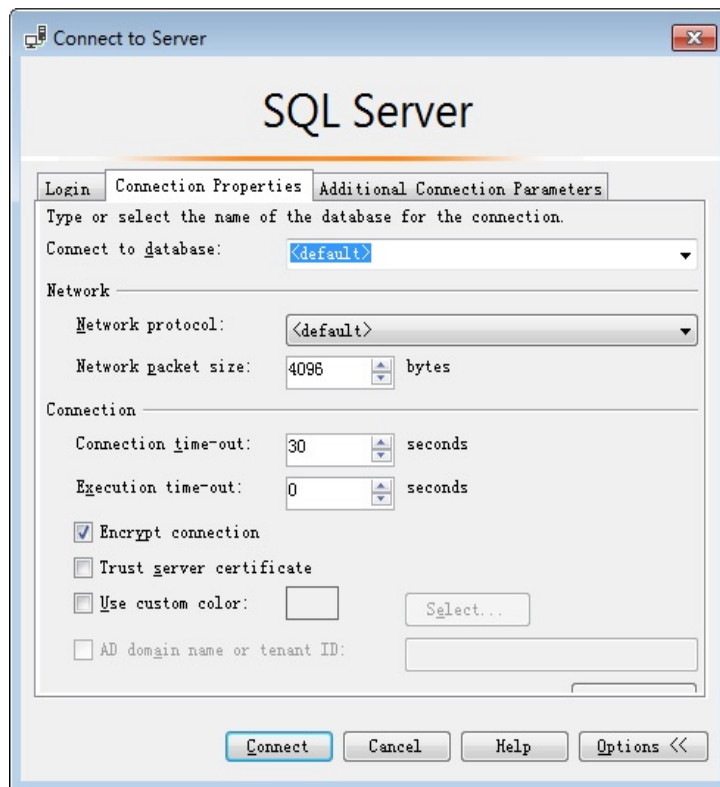 Connect to Server
SQL Server
Login Connection Properties Additional Connection Parameters
Type or select the name of the database for the connection.
Connect to database: <default>
Network
Network protocol: <default>
Network packet size: 4096 bytes
Connection
Connection time-out: 30 seconds
Execution time-out: 0 seconds
Encrypt connection
Trust server certificate
Use custom color: Select...
AD domain name or tenant ID:
Connect Cancel Help Options <<